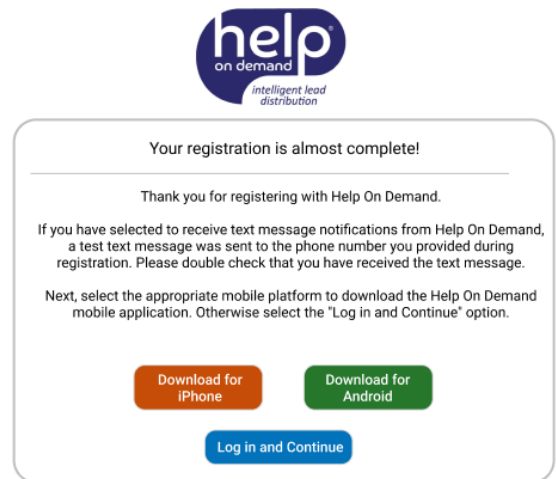 help
on demand
intelligent lead
distribution
Your registration is almost complete!
Thank you for registering with Help On Demand.
If you have selected to receive text message notifications from Help On Demand,
a test text message was sent to the phone number you provided during
registration. Please double check that you have received the text message.
Next, select the appropriate mobile platform to download the Help On Demand
mobile application. Otherwise select the "Log in and Continue" option.
Download for
iPhone
Download for
Android
Log in and Continue